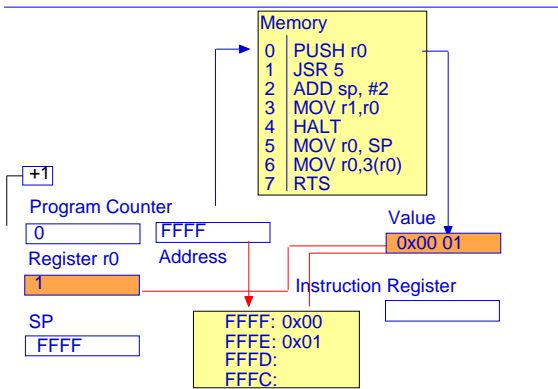 Memory
0 PUSH r0
1 JSR 5
2 ADD sp, #2
3 MOV r1,r0
4 HALT
5 MOV r0, SP
6 MOV r0,3(r0)
7 RTS
+1
Program Counter
0
FFFF
Address
Value
0x00 01
Register r0
1
Instruction Register
SP
FFFF
FFFF: 0x00
FFFE: 0x01
FFFD:
FFFC: